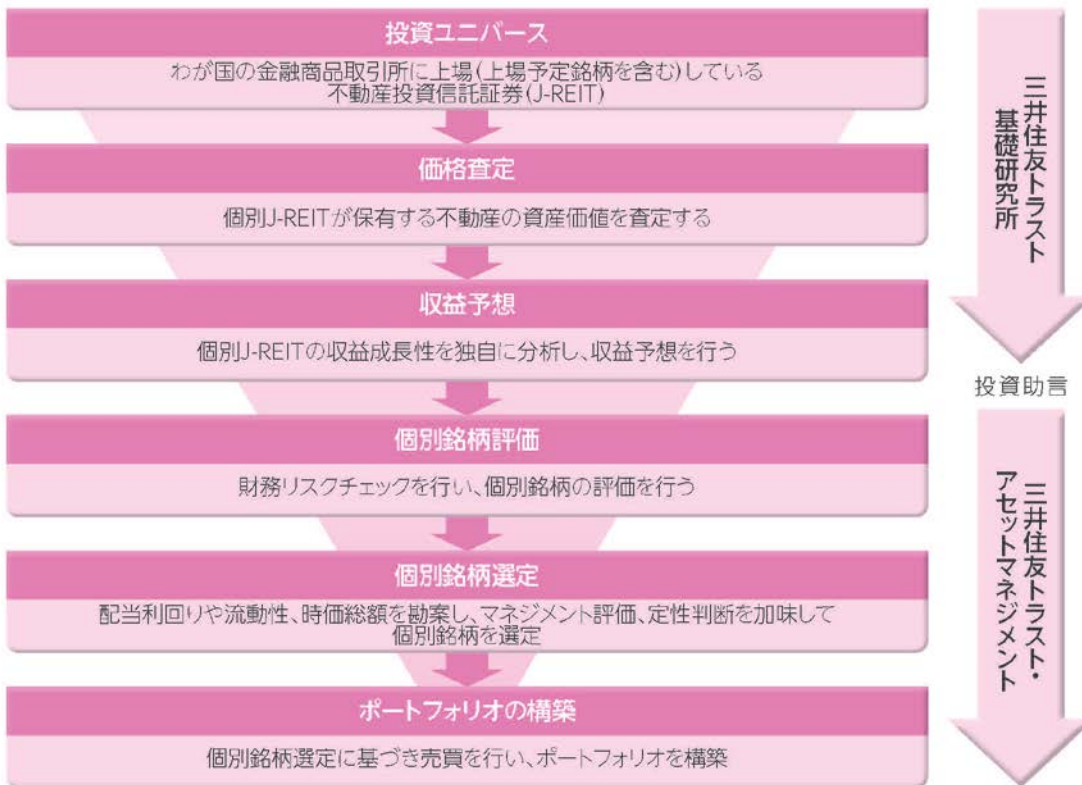 投資ユニバース
わが国の金融商品取引所に上場(上場予定銘柄を含む)している
不動産投資信託証券(J-REIT)
価格査定
個別J-REITが保有する不動産の資産価値を査定する
収益予想
個別J-REITの収益成長性を独自に分析し、収益予想を行う
個別銘柄評価
財務リスクチェックを行い、個別銘柄の評価を行う
個別銘柄選定
配当利回りや流動性、時価総額を勘案し、マネジメント評価、定性判断を加味して
個別銘柄を選定
ポートフォリオの構築
個別銘柄選定に基づき売買を行い、ポートフォリオを構築
三井住友トラスト
基礎研究所
投資助言
三井住友トラスト・
アセットマネジメント